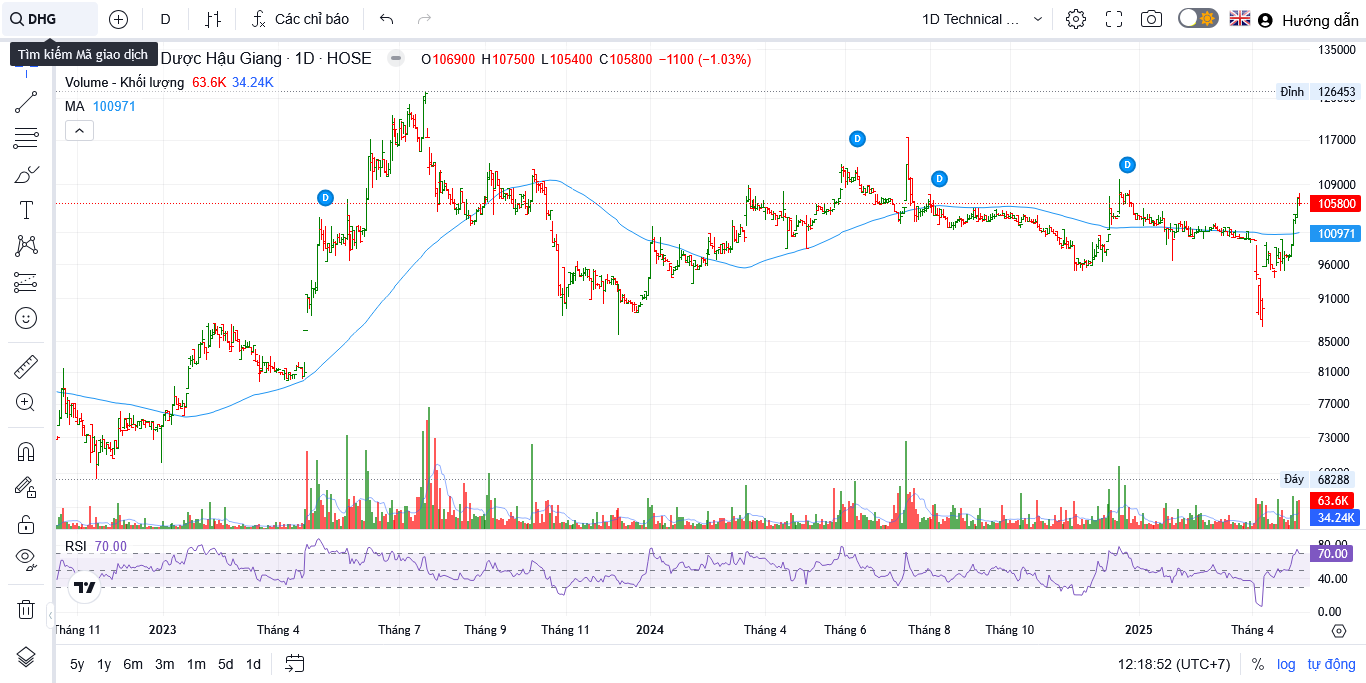 DHG D Các chỉ báo 1D Technical ... Hướng dẫn
Tìm kiếm Mã giao dịch
Dược Hậu Giang · 1D · HOSE O106900 H107500 L105400 C105800 −1100 (−1.03%)
Volume - Khối lượng 63.6K 34.24K
MA 100971
135000
Đỉnh 126453
117000
109000
105800
100971
96000
91000
85000
81000
77000
73000
Đáy 68288
63.6K
34.24K
RSI 70.00
80.00
70.00
40.00
0.00
D
D
D
D
T
Tháng 11 2023 Tháng 4 Tháng 7 Tháng 9 Tháng 11 2024 Tháng 4 Tháng 6 Tháng 8 Tháng 10 2025 Tháng 4
5y 1y 6m 3m 1m 5d 1d 12:18:52 (UTC+7) % log tự động